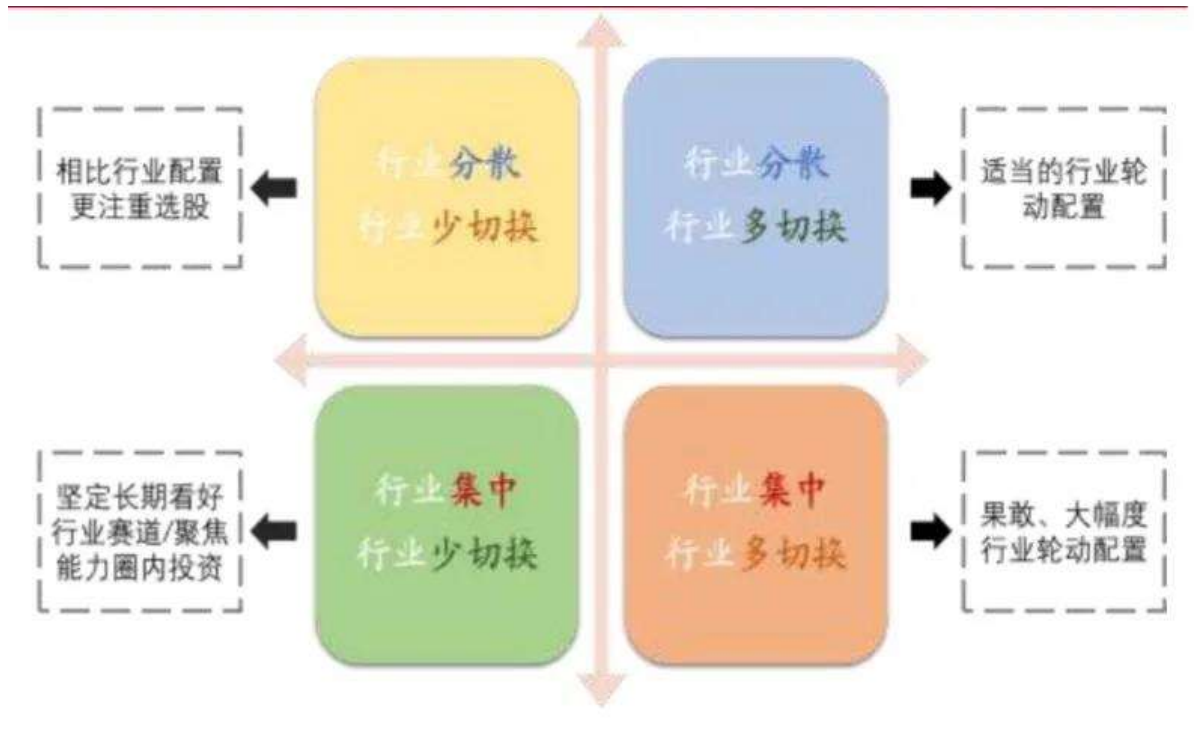 相比行业配置
更注重选股
行业分散
行业少切换
行业分散
行业多切换
适当的行业轮
动配置
坚定长期看好
行业赛道/聚焦
能力圈内投资
行业集中
行业少切换
行业集中
行业多切换
果敢、大幅度
行业轮动配置